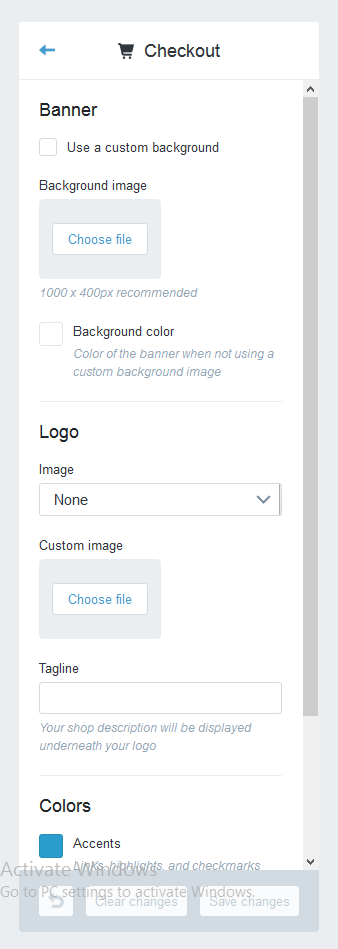 Checkout
Banner
Use a custom background
Background image
Choose file
1000 x 400px recommended
Background color
Color of the banner when not using a
custom background image
Logo
Image
None
Custom image
Choose file
Tagline
Your shop description will be displayed
underneath your logo
Colors
Accents
Links, highlights, and checkmarks
Activate Windows
Go to PC settings to activate Windows.
Clear changes
Save changes